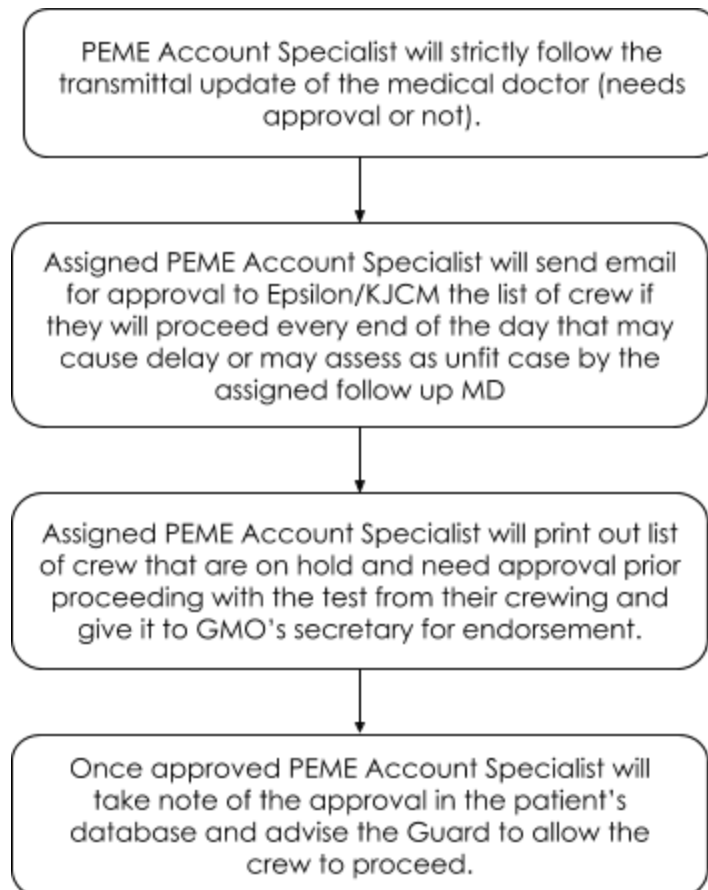 PEME Account Specialist will strictly follow the
transmittal update of the medical doctor (needs
approval or not).
Assigned PEME Account Specialist will send email
for approval to Epsilon/KJCM the list of crew if
they will proceed every end of the day that may
cause delay or may assess as unfit case by the
assigned follow up MD
Assigned PEME Account Specialist will print out list
of crew that are on hold and need approval prior
proceeding with the test from their crewing and
give it to GMO’s secretary for endorsement.
Once approved PEME Account Specialist will
take note of the approval in the patient’s
database and advise the Guard to allow the
crew to proceed.